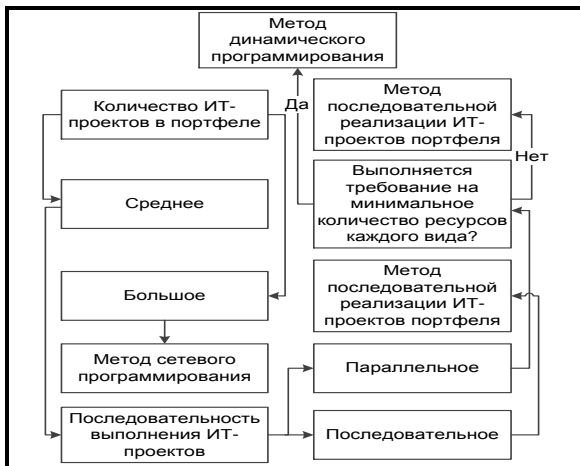 Метод
динамического
программирования
Количество ИТ-
проектов в портфеле
Да
Метод
последовательной
реализации ИТ-
проектов портфеля
Нет
Среднее
Выполняется
требование на
минимальное
количество ресурсов
каждого вида?
Большое
Метод
последовательной
реализации ИТ-
проектов портфеля
Метод сетевого
программирования
Параллельное
Последовательность
выполнения ИТ-
проектов
Последовательное